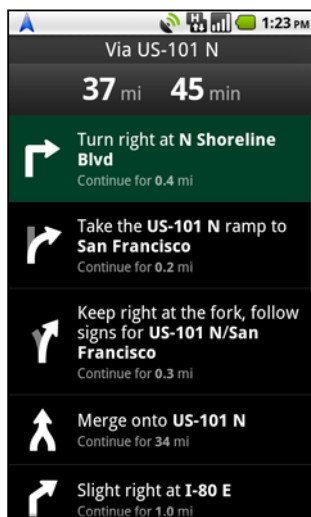 H 1:23 PM
Via US-101 N
37 mi 45 min
Turn right at N Shoreline
Blvd
Continue for 0.4 mi
Take the US-101 N ramp to
San Francisco
Continue for 0.2 mi
Keep right at the fork, follow
signs for US-101 N/San
Francisco
Continue for 0.3 mi
Merge onto US-101 N
Continue for 34 mi
Slight right at I-80 E
Continue for 1.0 mi